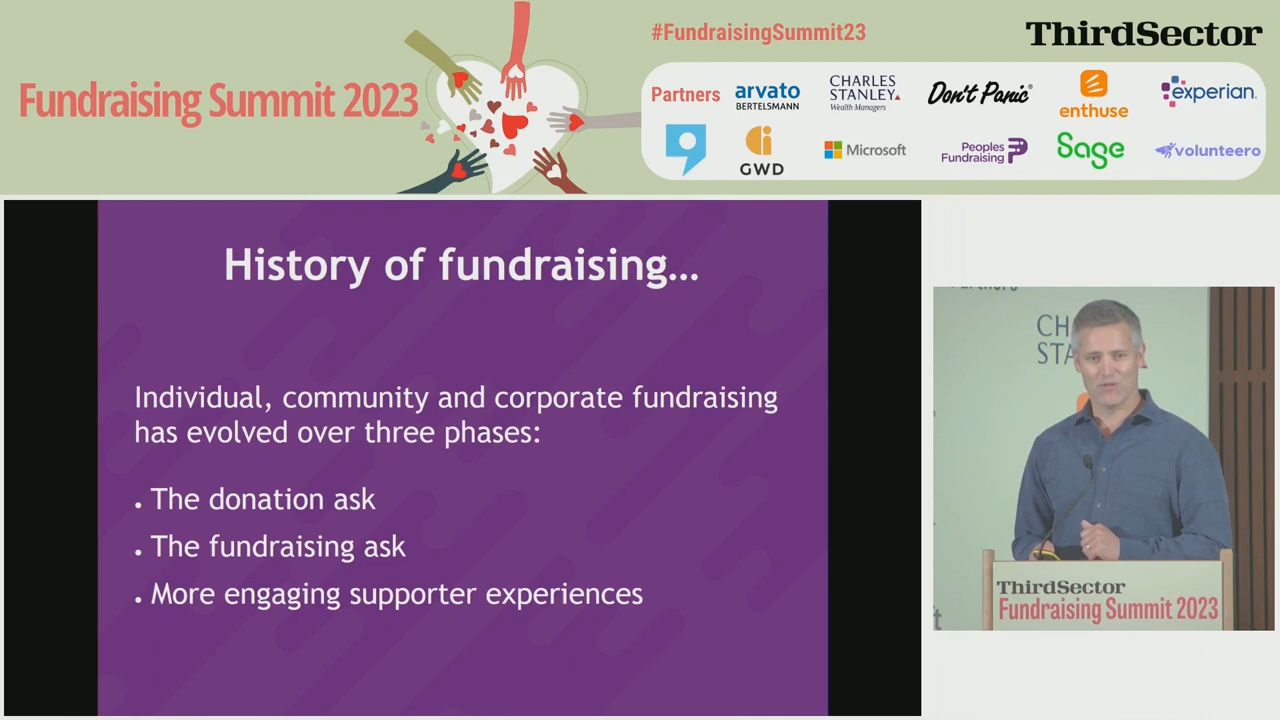 Fundraising Summit 2023
#FundraisingSummit23
ThirdSector
Partners
arvato
BERTELSMANN
CHARLES
STANLEY
Wealth Managers
Don't Panic
enthuse
experian.
GWD
Microsoft
Peoples
Fundraising
Sage
volunteero
History of fundraising...
Individual, community and corporate fundraising
has evolved over three phases:
• The donation ask
• The fundraising ask
• More engaging supporter experiences
CH
STA
ThirdSector
Fundraising Summit 2023